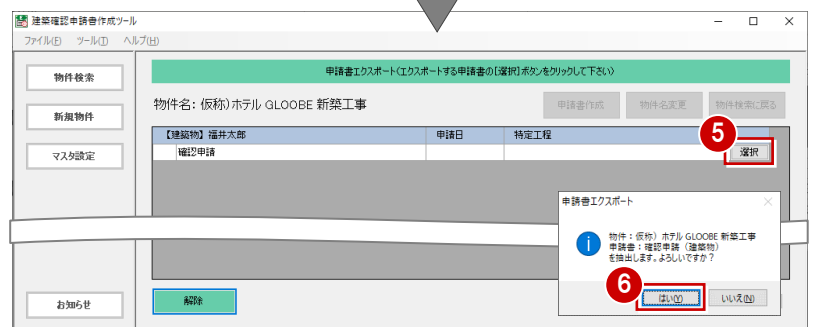 建築確認申請書作成ツール
ファイル(F) ツール(T) ヘルプ(H)
物件検索
新規物件
マスタ設定
お知らせ
申請書エクスポート(エクスポートする申請書の[選択]ボタンをクリックして下さい)
物件名: 仮称)ホテル GLOOBE 新築工事
申請書作成 物件名変更 物件検索に戻る
【建築物】福井太郎 申請日 特定工程
5
確認申請 選択
申請書エクスポート
物件:仮称) ホテル GLOOBE 新築工事
申請書:確認申請(建築物)
を抽出します。よろしいですか?
6
はい(Y) いいえ(N)
解除